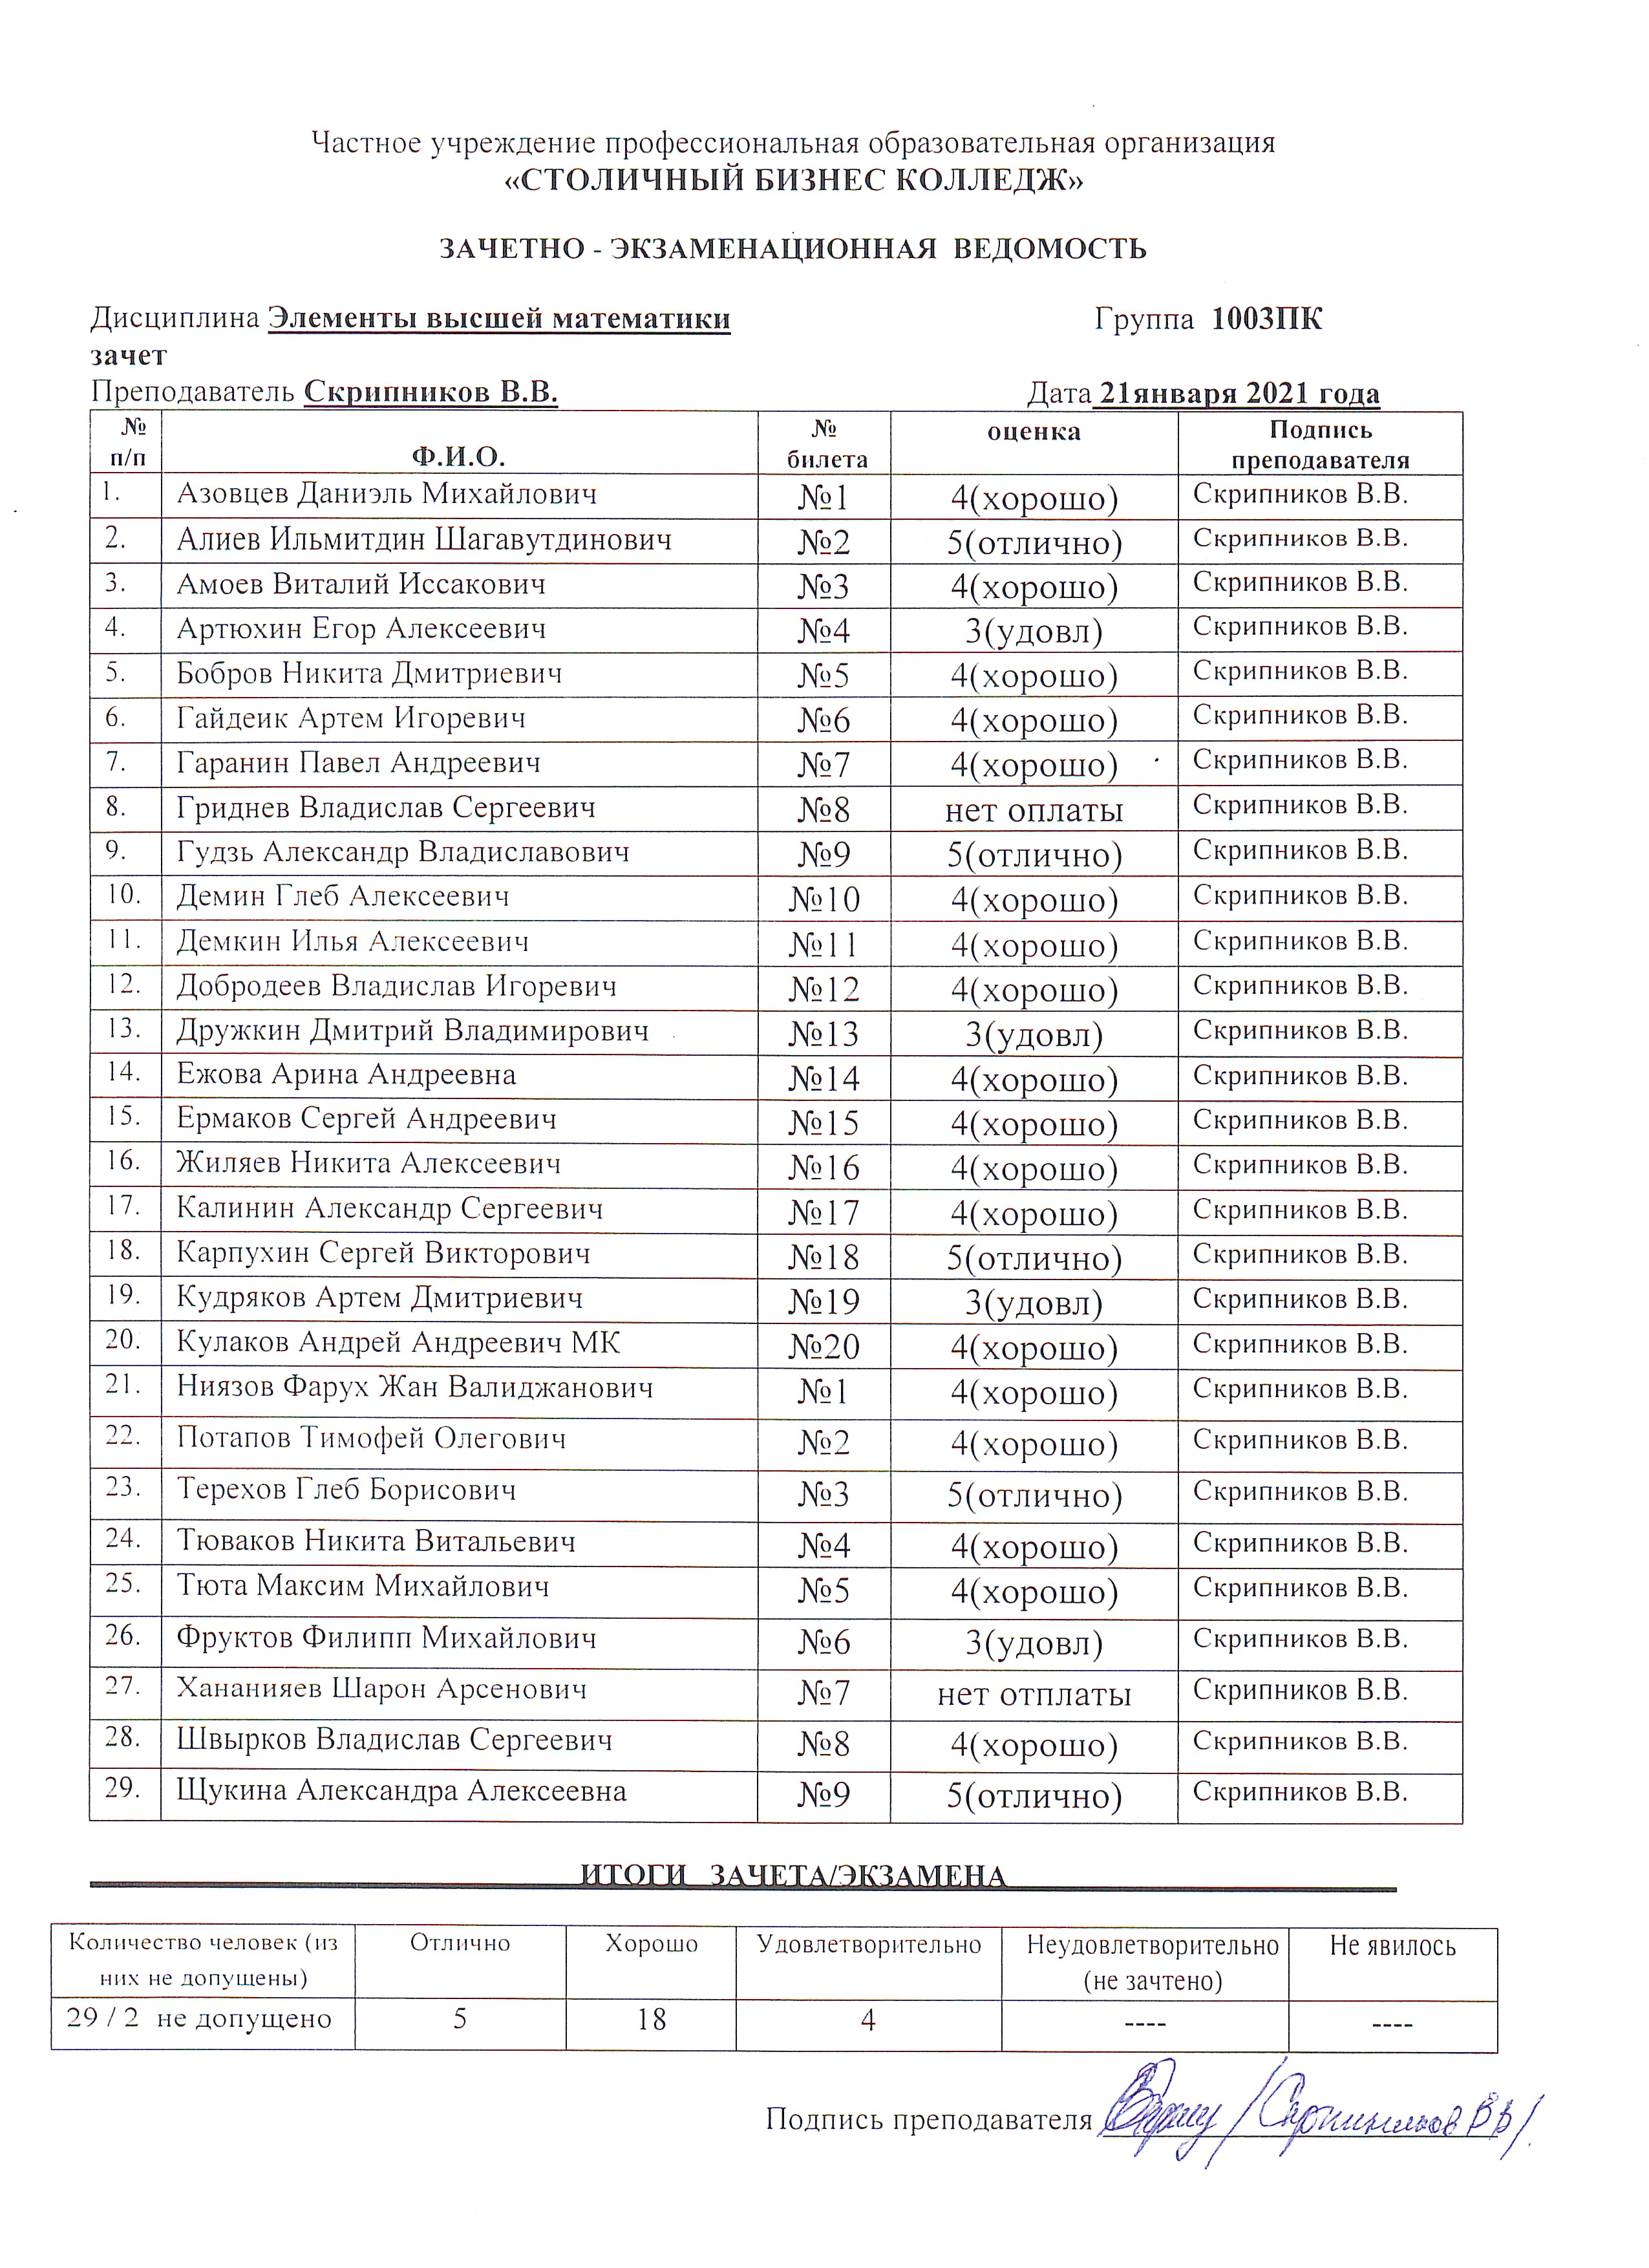 Частное учреждение профессиональная образовательная организация
«СТОЛИЧНЫЙ БИЗНЕС КОЛЛЕДЖ»
ЗАЧЕТНО - ЭКЗАМЕНАЦИОННАЯ ВЕДОМОСТЬ
Дисциплина Элементы высшей математики Группа 1003ПК
зачет
Преподаватель Скрипников В.В. Дата 21января 2021 года
№ п/п Ф.И.О. № билета оценка Подпись преподавателя
1. Азовцев Даниэль Михайлович №1 4(хорошо) Скрипников В.В.
2. Алиев Ильмитдин Шагавутдинович №2 5(отлично) Скрипников В.В.
3. Амоев Виталий Иссакович №3 4(хорошо) Скрипников В.В.
4. Артюхин Егор Алексеевич №4 3(удовл) Скрипников В.В.
5. Бобров Никита Дмитриевич №5 4(хорошо) Скрипников В.В.
6. Гайдеик Артем Игоревич №6 4(хорошо) Скрипников В.В.
7. Гаранин Павел Андреевич №7 4(хорошо) Скрипников В.В.
8. Гриднев Владислав Сергеевич №8 нет оплаты Скрипников В.В.
9. Гудзь Александр Владиславович №9 5(отлично) Скрипников В.В.
10. Демин Глеб Алексеевич №10 4(хорошо) Скрипников В.В.
11. Демкин Илья Алексеевич №11 4(хорошо) Скрипников В.В.
12. Добродеев Владислав Игоревич №12 4(хорошо) Скрипников В.В.
13. Дружкин Дмитрий Владимирович №13 3(удовл) Скрипников В.В.
14. Ежова Арина Андреевна №14 4(хорошо) Скрипников В.В.
15. Ермаков Сергей Андреевич №15 4(хорошо) Скрипников В.В.
16. Жиляев Никита Алексеевич №16 4(хорошо) Скрипников В.В.
17. Калинин Александр Сергеевич №17 4(хорошо) Скрипников В.В.
18. Карпухин Сергей Викторович №18 5(отлично) Скрипников В.В.
19. Кудряков Артем Дмитриевич №19 3(удовл) Скрипников В.В.
20. Кулаков Андрей Андреевич МК №20 4(хорошо) Скрипников В.В.
21. Ниязов Фарух Жан Валиджанович №1 4(хорошо) Скрипников В.В.
22. Потапов Тимофей Олегович №2 4(хорошо) Скрипников В.В.
23. Терехов Глеб Борисович №3 5(отлично) Скрипников В.В.
24. Тюваков Никита Витальевич №4 4(хорошо) Скрипников В.В.
25. Тюта Максим Михайлович №5 4(хорошо) Скрипников В.В.
26. Фруктов Филипп Михайлович №6 3(удовл) Скрипников В.В.
27. Хананияев Шарон Арсенович №7 нет отплаты Скрипников В.В.
28. Швырков Владислав Сергеевич №8 4(хорошо) Скрипников В.В.
29. Щукина Александра Алексеевна №9 5(отлично) Скрипников В.В.
ИТОГИ ЗАЧЕТА/ЭКЗАМЕНА
Количество человек (из них не допущены) Отлично Хорошо Удовлетворительно Неудовлетворительно (не зачтено) Не явилось
29 / 2 не допущено 5 18 4 ---- ----
Подпись преподавателя /Скрипников В В/